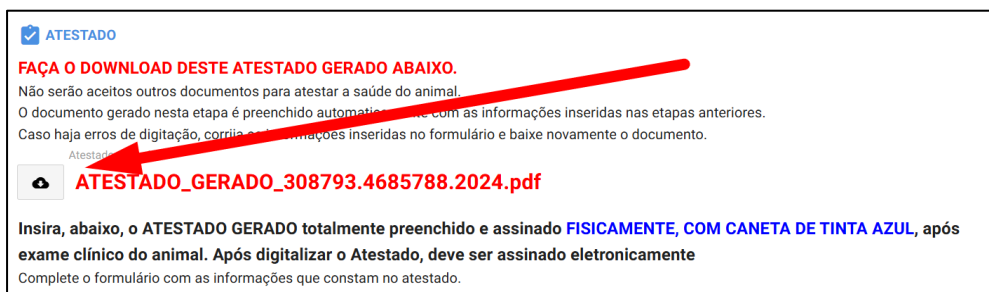 ATESTADO
FAÇA O DOWNLOAD DESTE ATESTADO GERADO ABAIXO.
Não serão aceitos outros documentos para atestar a saúde do animal.
O documento gerado nesta etapa é preenchido com as informações inseridas nas etapas anteriores.
Caso haja erros de digitação, informações inseridas no formulário e baixe novamente o documento.
Atestado
ATESTADO_GERADO_308793.4685788.2024.pdf
Insira, abaixo, o ATESTADO GERADO totalmente preenchido e assinado FISICAMENTE, COM CANETA DE TINTA AZUL, após
exame clínico do animal. Após digitalizar o Atestado, deve ser assinado eletronicamente
Complete o formulário com as informações que constam no atestado.